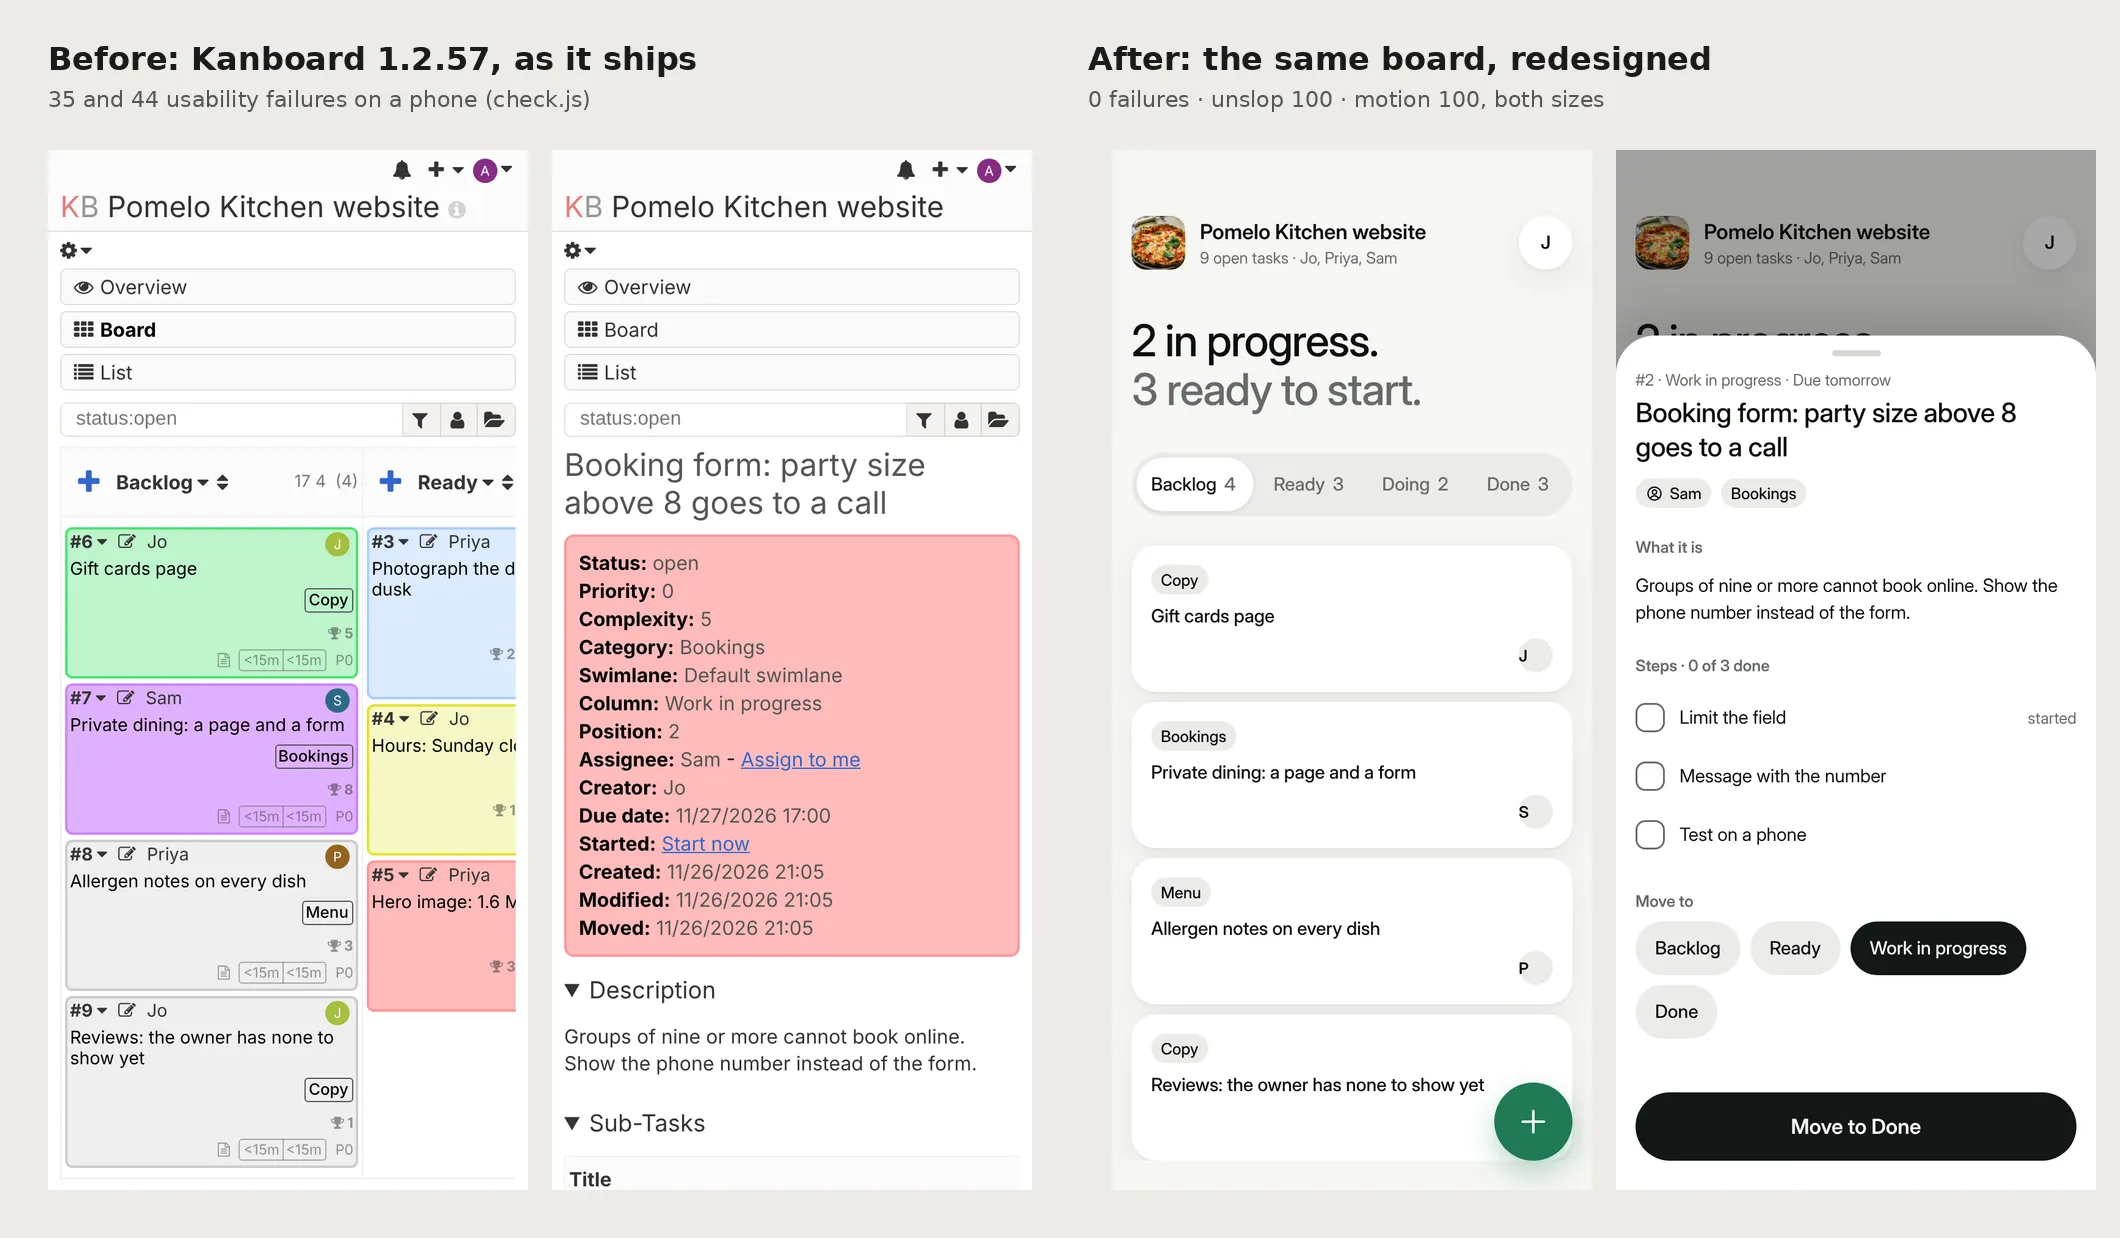 Before: Kanboard 1.2.57, as it ships
35 and 44 usability failures on a phone (check.js)
A
KB Pomelo Kitchen website
Overview
Board
List
status:open
Backlog
17 4 (4)
Ready
#6 Jo
J
Gift cards page
Copy
5
<15m <15m P0
#7 Sam
S
Private dining: a page and a form
Bookings
8
<15m <15m P0
#8 Priya
P
Allergen notes on every dish
Menu
3
<15m <15m P0
#9 Jo
J
Reviews: the owner has none to
show yet
Copy
1
<15m <15m P0
#3 Priya
Photograph the d
dusk
2
#4 Jo
Hours: Sunday clo
1
#5 Priya
Hero image: 1.6 M
3
A
KB Pomelo Kitchen website
Overview
Board
List
status:open
Booking form: party size
above 8 goes to a call
Status: open
Priority: 0
Complexity: 5
Category: Bookings
Swimlane: Default swimlane
Column: Work in progress
Position: 2
Assignee: Sam - Assign to me
Creator: Jo
Due date: 11/27/2026 17:00
Started: Start now
Created: 11/26/2026 21:05
Modified: 11/26/2026 21:05
Moved: 11/26/2026 21:05
Description
Groups of nine or more cannot book online.
Show the phone number instead of the form.
Sub-Tasks
Title
After: the same board, redesigned
0 failures · unslop 100 · motion 100, both sizes
Pomelo Kitchen website
9 open tasks · Jo, Priya, Sam
J
2 in progress.
3 ready to start.
Backlog 4 Ready 3 Doing 2 Done 3
Copy
Gift cards page
J
Bookings
Private dining: a page and a form
S
Menu
Allergen notes on every dish
P
Copy
Reviews: the owner has none to show yet
Pomelo Kitchen website
9 open tasks · Jo, Priya, Sam
J
2 in progress.
#2 · Work in progress · Due tomorrow
Booking form: party size above 8
goes to a call
Sam Bookings
What it is
Groups of nine or more cannot book online. Show the
phone number instead of the form.
Steps · 0 of 3 done
Limit the field started
Message with the number
Test on a phone
Move to
Backlog Ready Work in progress
Done
Move to Done